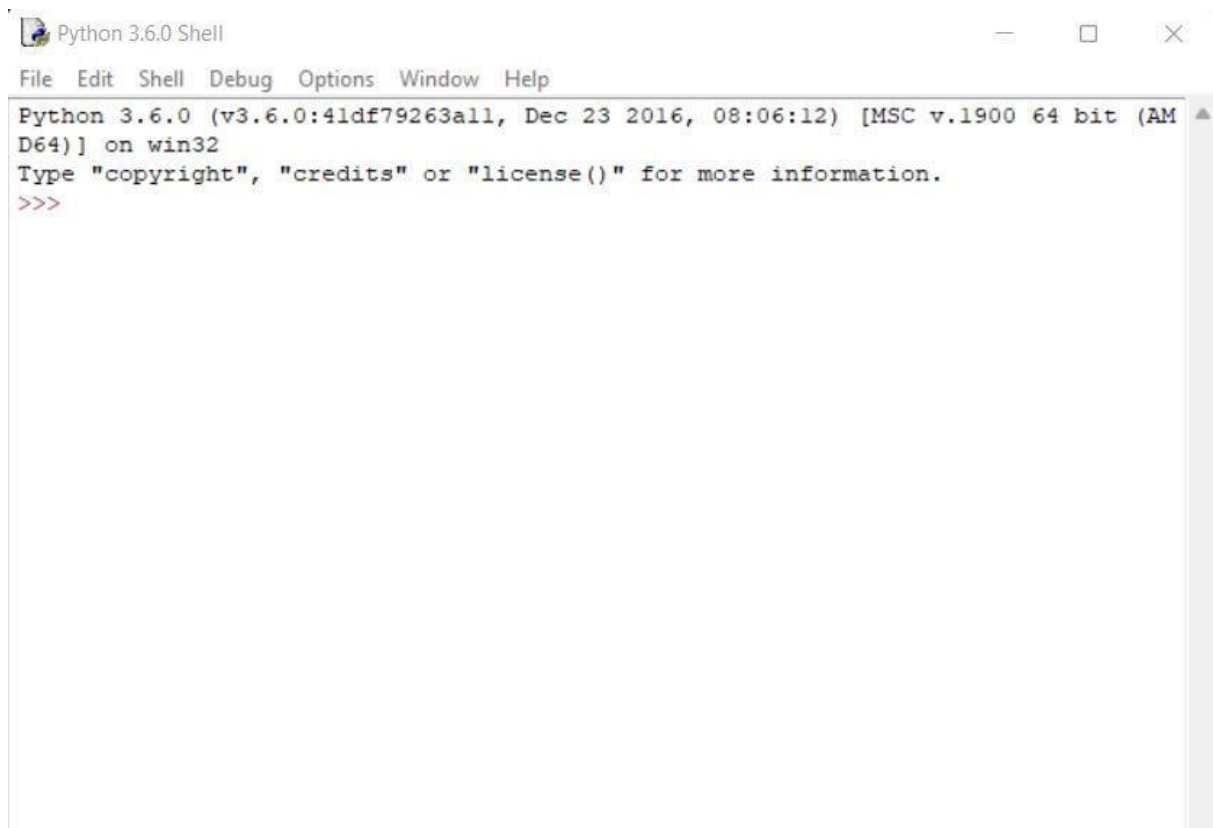 Python 3.6.0 Shell
File Edit Shell Debug Options Window Help
Python 3.6.0 (v3.6.0:41df79263a11, Dec 23 2016, 08:06:12) [MSC v.1900 64 bit (AM
D64)] on win32
Type "copyright", "credits" or "license()" for more information.
>>>